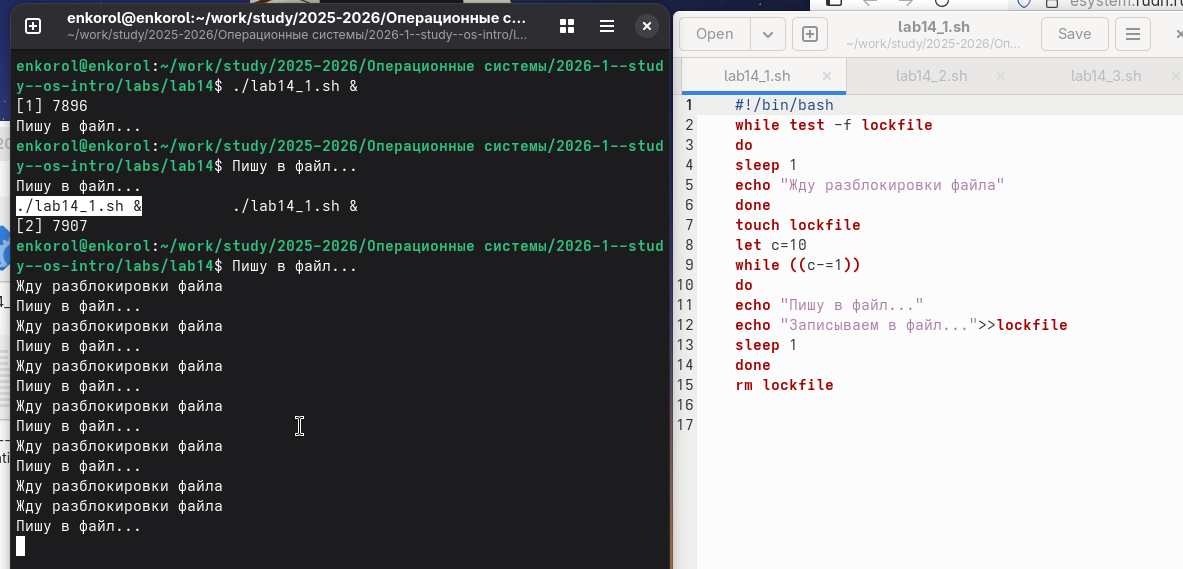 enkorol@enkorol:~/work/study/2025-2026/Операционные с...
~/work/study/2025-2026/Операционные системы/2026-1--study--os-intro/l...
enkorol@enkorol:~/work/study/2025-2026/Операционные системы/2026-1--stud
y--os-intro/labs/lab14$ ./lab14_1.sh &
[1] 7896
Пишу в файл...
enkorol@enkorol:~/work/study/2025-2026/Операционные системы/2026-1--stud
y--os-intro/labs/lab14$ Пишу в файл...
Пишу в файл...
./lab14_1.sh &          ./lab14_1.sh &
[2] 7907
enkorol@enkorol:~/work/study/2025-2026/Операционные системы/2026-1--stud
y--os-intro/labs/lab14$ Пишу в файл...
Жду разблокировки файла
Пишу в файл...
Жду разблокировки файла
Пишу в файл...
Жду разблокировки файла
Пишу в файл...
Жду разблокировки файла
Пишу в файл...
Жду разблокировки файла
Пишу в файл...
Жду разблокировки файла
Жду разблокировки файла
Пишу в файл...
Open
lab14_1.sh
~/work/study/2025-2026/Оп...
Save
lab14_1.sh
lab14_2.sh
lab14_3.sh
1 #!/bin/bash
2 while test -f lockfile
3 do
4 sleep 1
5 echo "Жду разблокировки файла"
6 done
7 touch lockfile
8 let c=10
9 while ((c-=1))
10 do
11 echo "Пишу в файл..."
12 echo "Записываем в файл...">>lockfile
13 sleep 1
14 done
15 rm lockfile
16
17